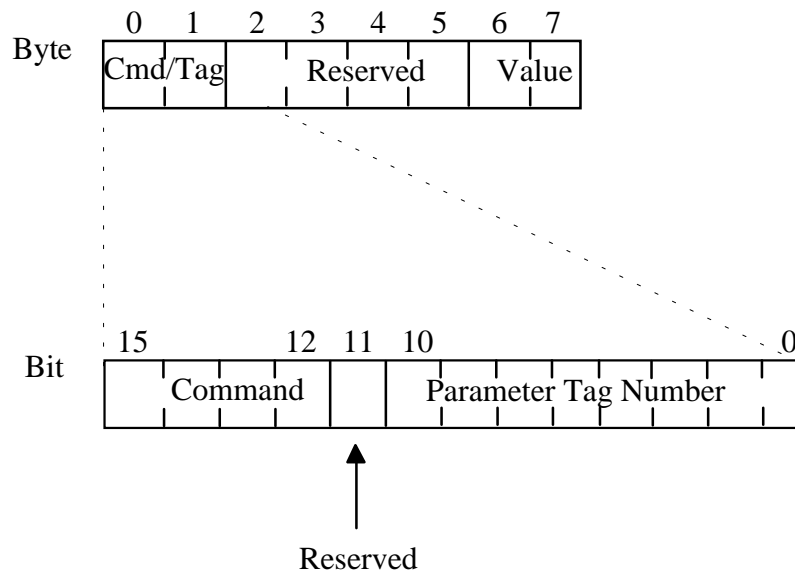 0 1 2 3 4 5 6 7
Byte
Cmd/Tag Reserved Value
15 12 11 10 0
Bit
Command Parameter Tag Number
Reserved